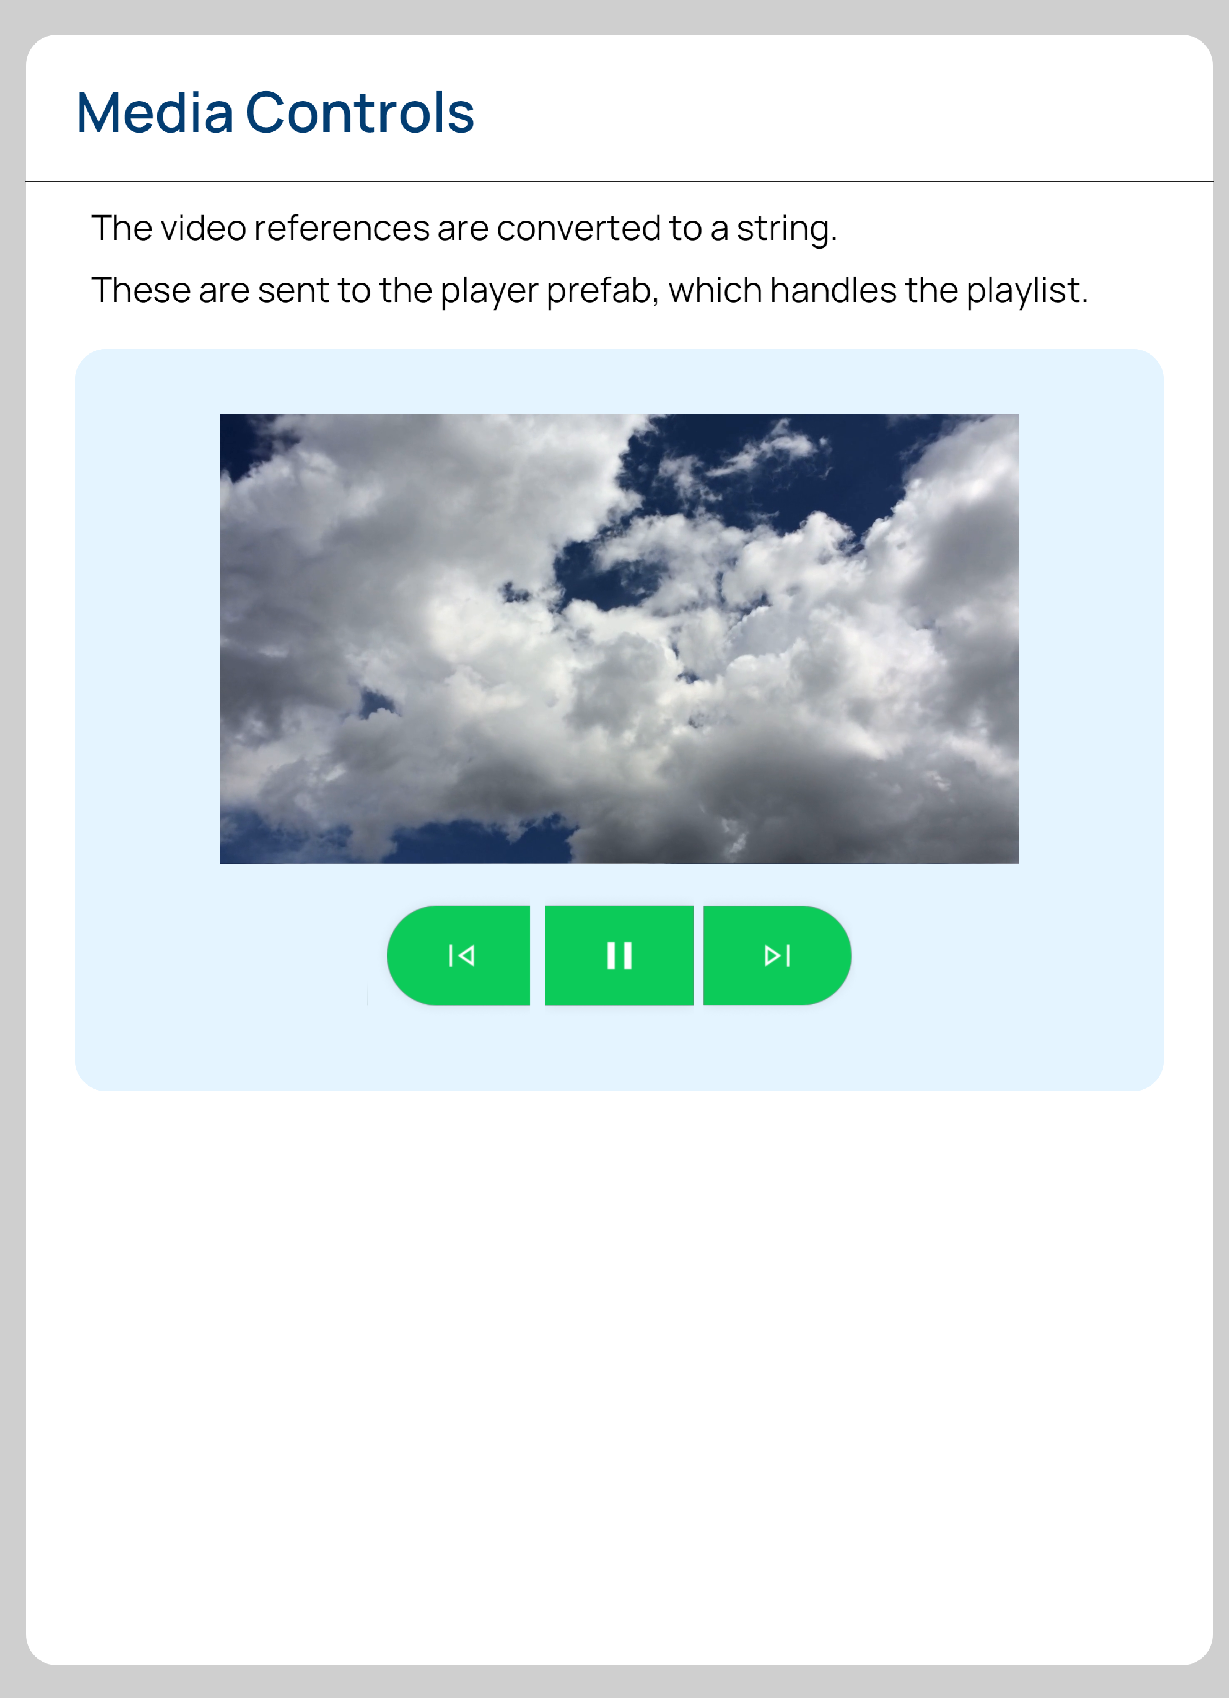 Media Controls
The video references are converted to a string.
These are sent to the player prefab, which handles the playlist.